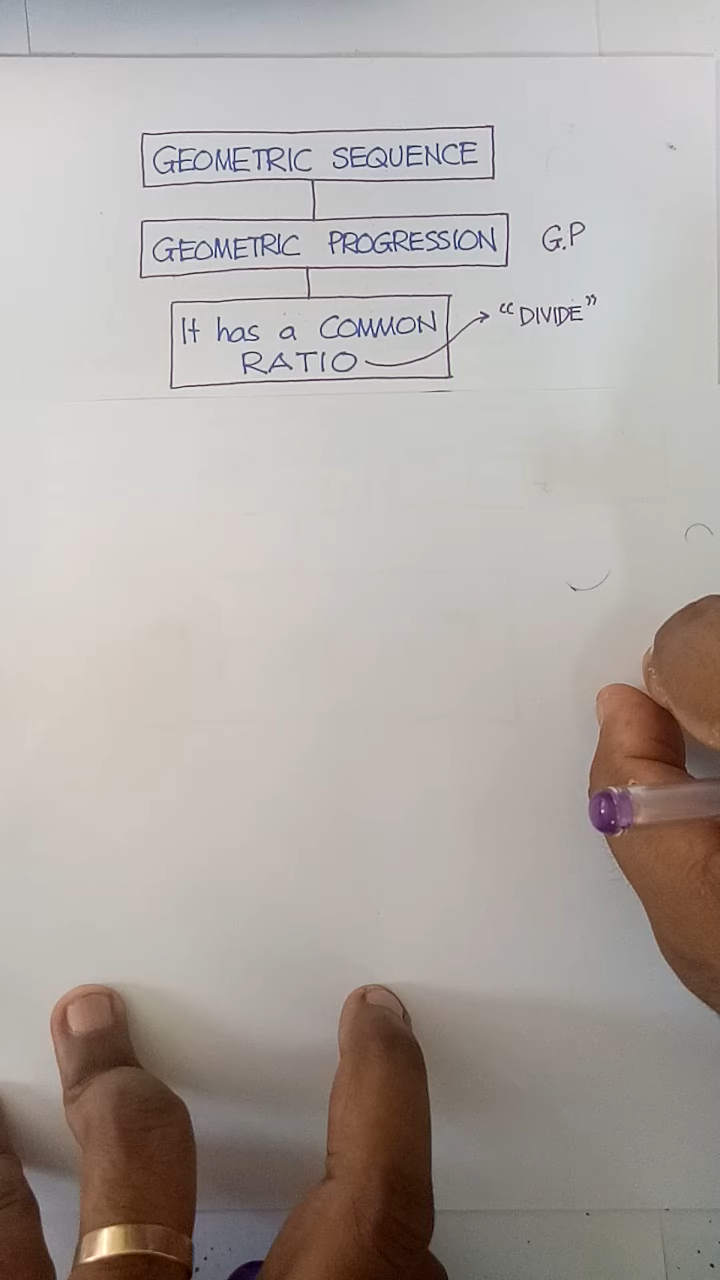 GEOMETRIC SEQUENCE
GEOMETRIC PROGRESSION G.P
It has a COMMON
RATIO
"DIVIDE"